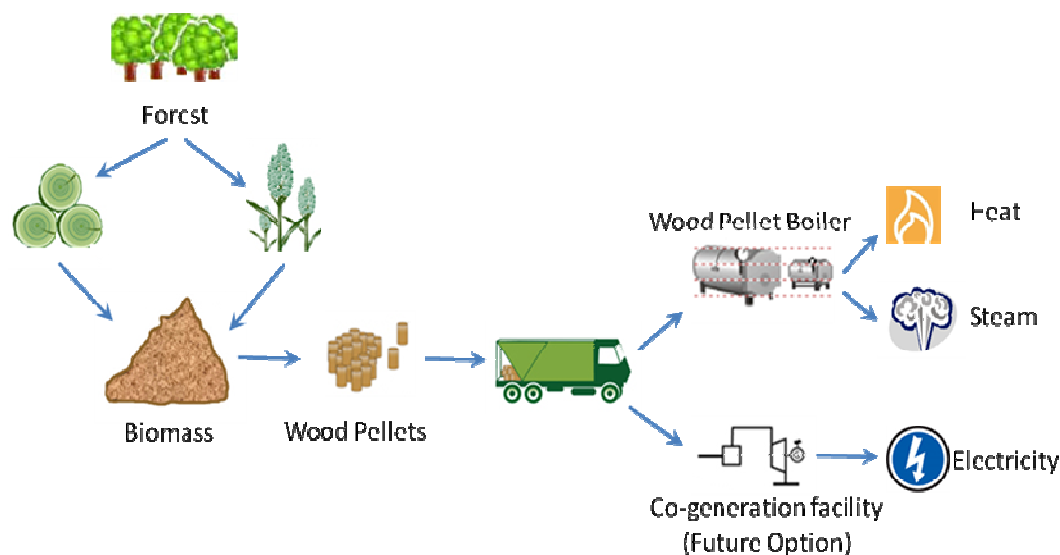 Forest
Wood Pellet Boiler
Heat
Steam
Biomass
Wood Pellets
Electricity
Co-generation facility
(Future Option)